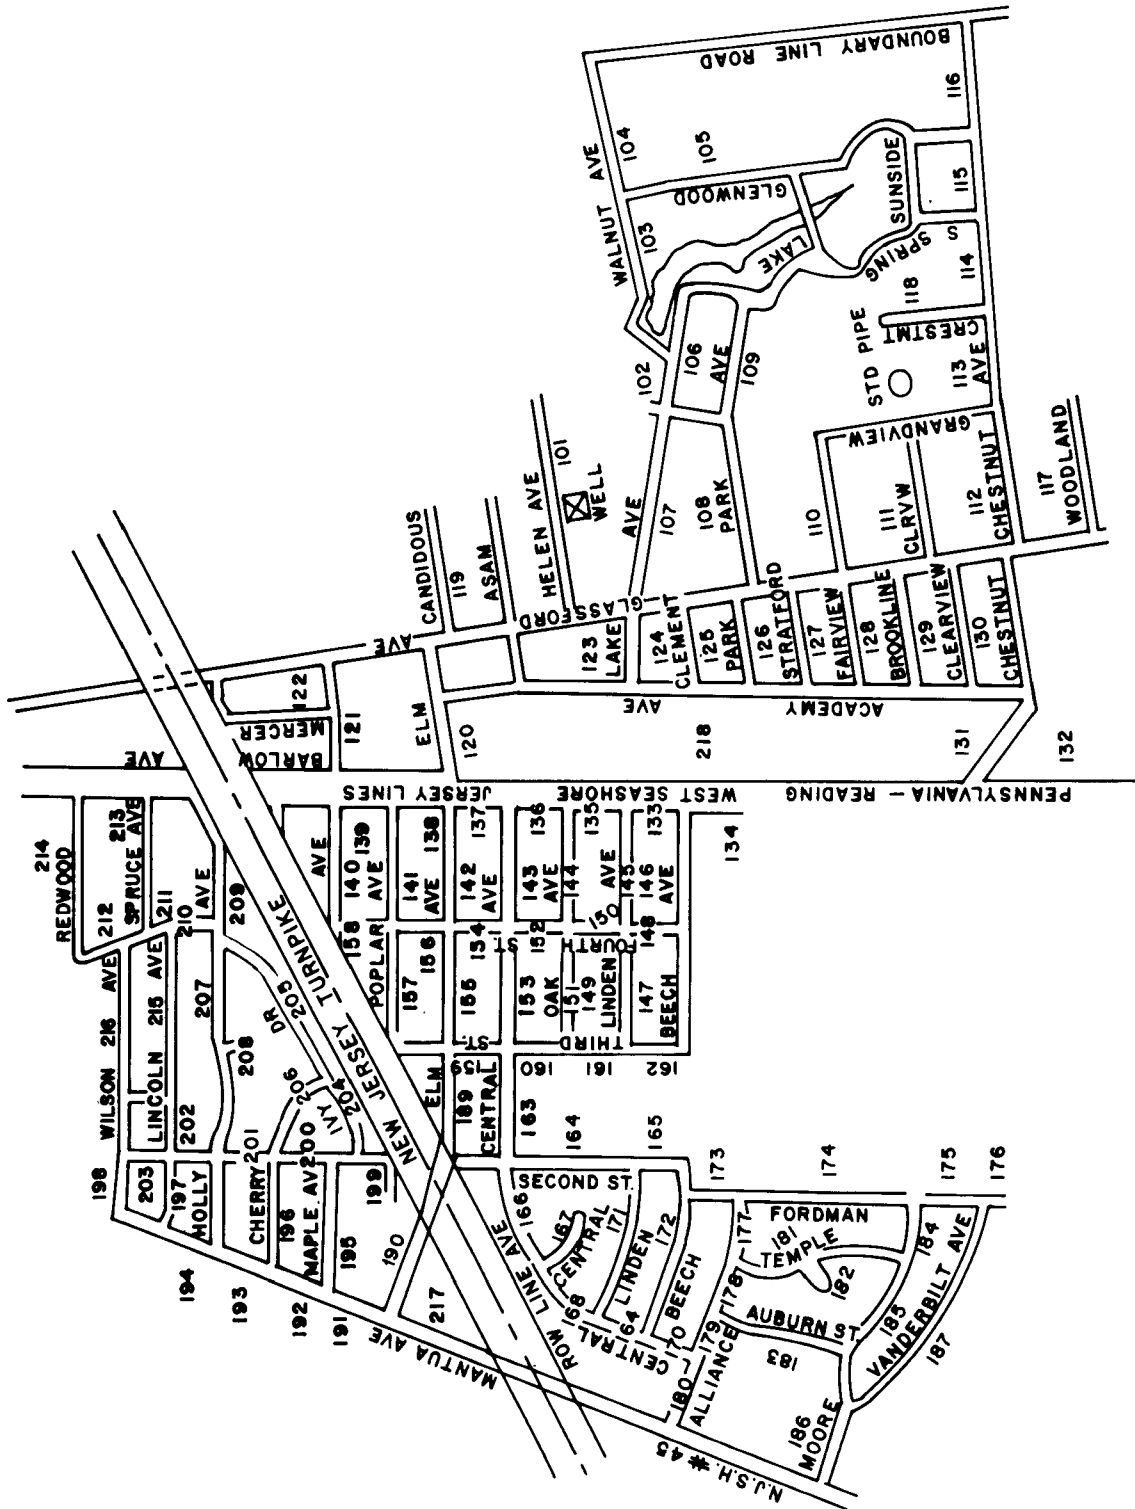 BOUNDARY LINE ROAD
116
104
105
WALNUT AVE
GLENWOOD
SUNSIDE
115
103
LAKE
SPRING
S
114
118
CRESTMT
STD PIPE
102
106
AVE
109
113
AVE
GRANDVIEW
101
HELEN AVE
WELL
AVE
107
108
PARK
110
111
CLRVW
112
CHESTNUT
117
WOODLAND
CANDIDOUS
119
ASAM
GLASSFORD
AVE
122
MERCER
121
BARLOW
AVE
ELM
120
123
LAKE
124
CLEMENT
125
PARK
126
STRATFORD
127
FAIRVIEW
128
BROOKLINE
129
CLEARVIEW
130
CHESTNUT
ACADEMY
AVE
218
131
132
PENNSYLVANIA — READING
WEST SEASHORE
JERSEY LINES
214
REDWOOD
213
SPRUCE AVE
212
211
210
AVE
209
AVE
139
140
AVE
138
141
AVE
137
142
AVE
136
143
AVE
135
144
AVE
133
145
146
AVE
134
158
POPLAR
156
157
154
155
152
153
OAK
150
151
149
LINDEN
148
147
BEECH
FOURTH
ST
THIRD
ST.
WILSON 216 AVE
LINCOLN 215 AVE
207
208
DR
205
206
204
IVY
NEW JERSEY TURNPIKE
202
201
200
199
198
203
197
HOLLY
CHERRY
196
MAPLE. AV
195
190
194
193
192
191
217
MANTUA AVE
ELM
159
189
CENTRAL
160
161
162
163
164
165
173
174
175
176
SECOND ST.
166
ROW LINE AVE
167
CENTRAL
168
171
LINDEN
172
64
CENTRAL
170
BEECH
177
178
179
180
ALLIANCE
FORDMAN
181
TEMPLE
182
AUBURN ST.
183
184
185
VANDERBILT AVE
187
186
MOORE
N.J.S.H. # 45